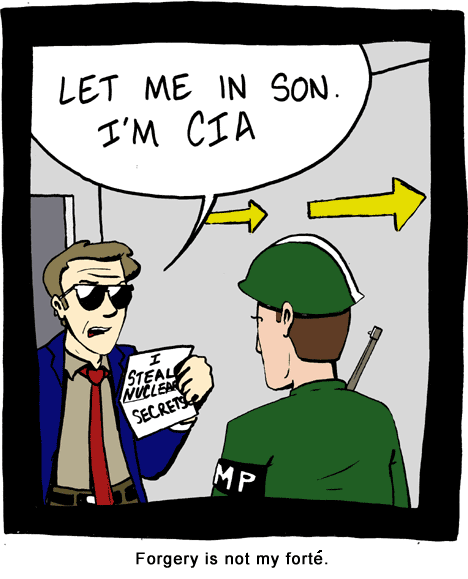 LET ME IN SON.
I'M CIA
I
STEAL
NUCLEAR
SECRETS
MP
Forgery is not my forté.